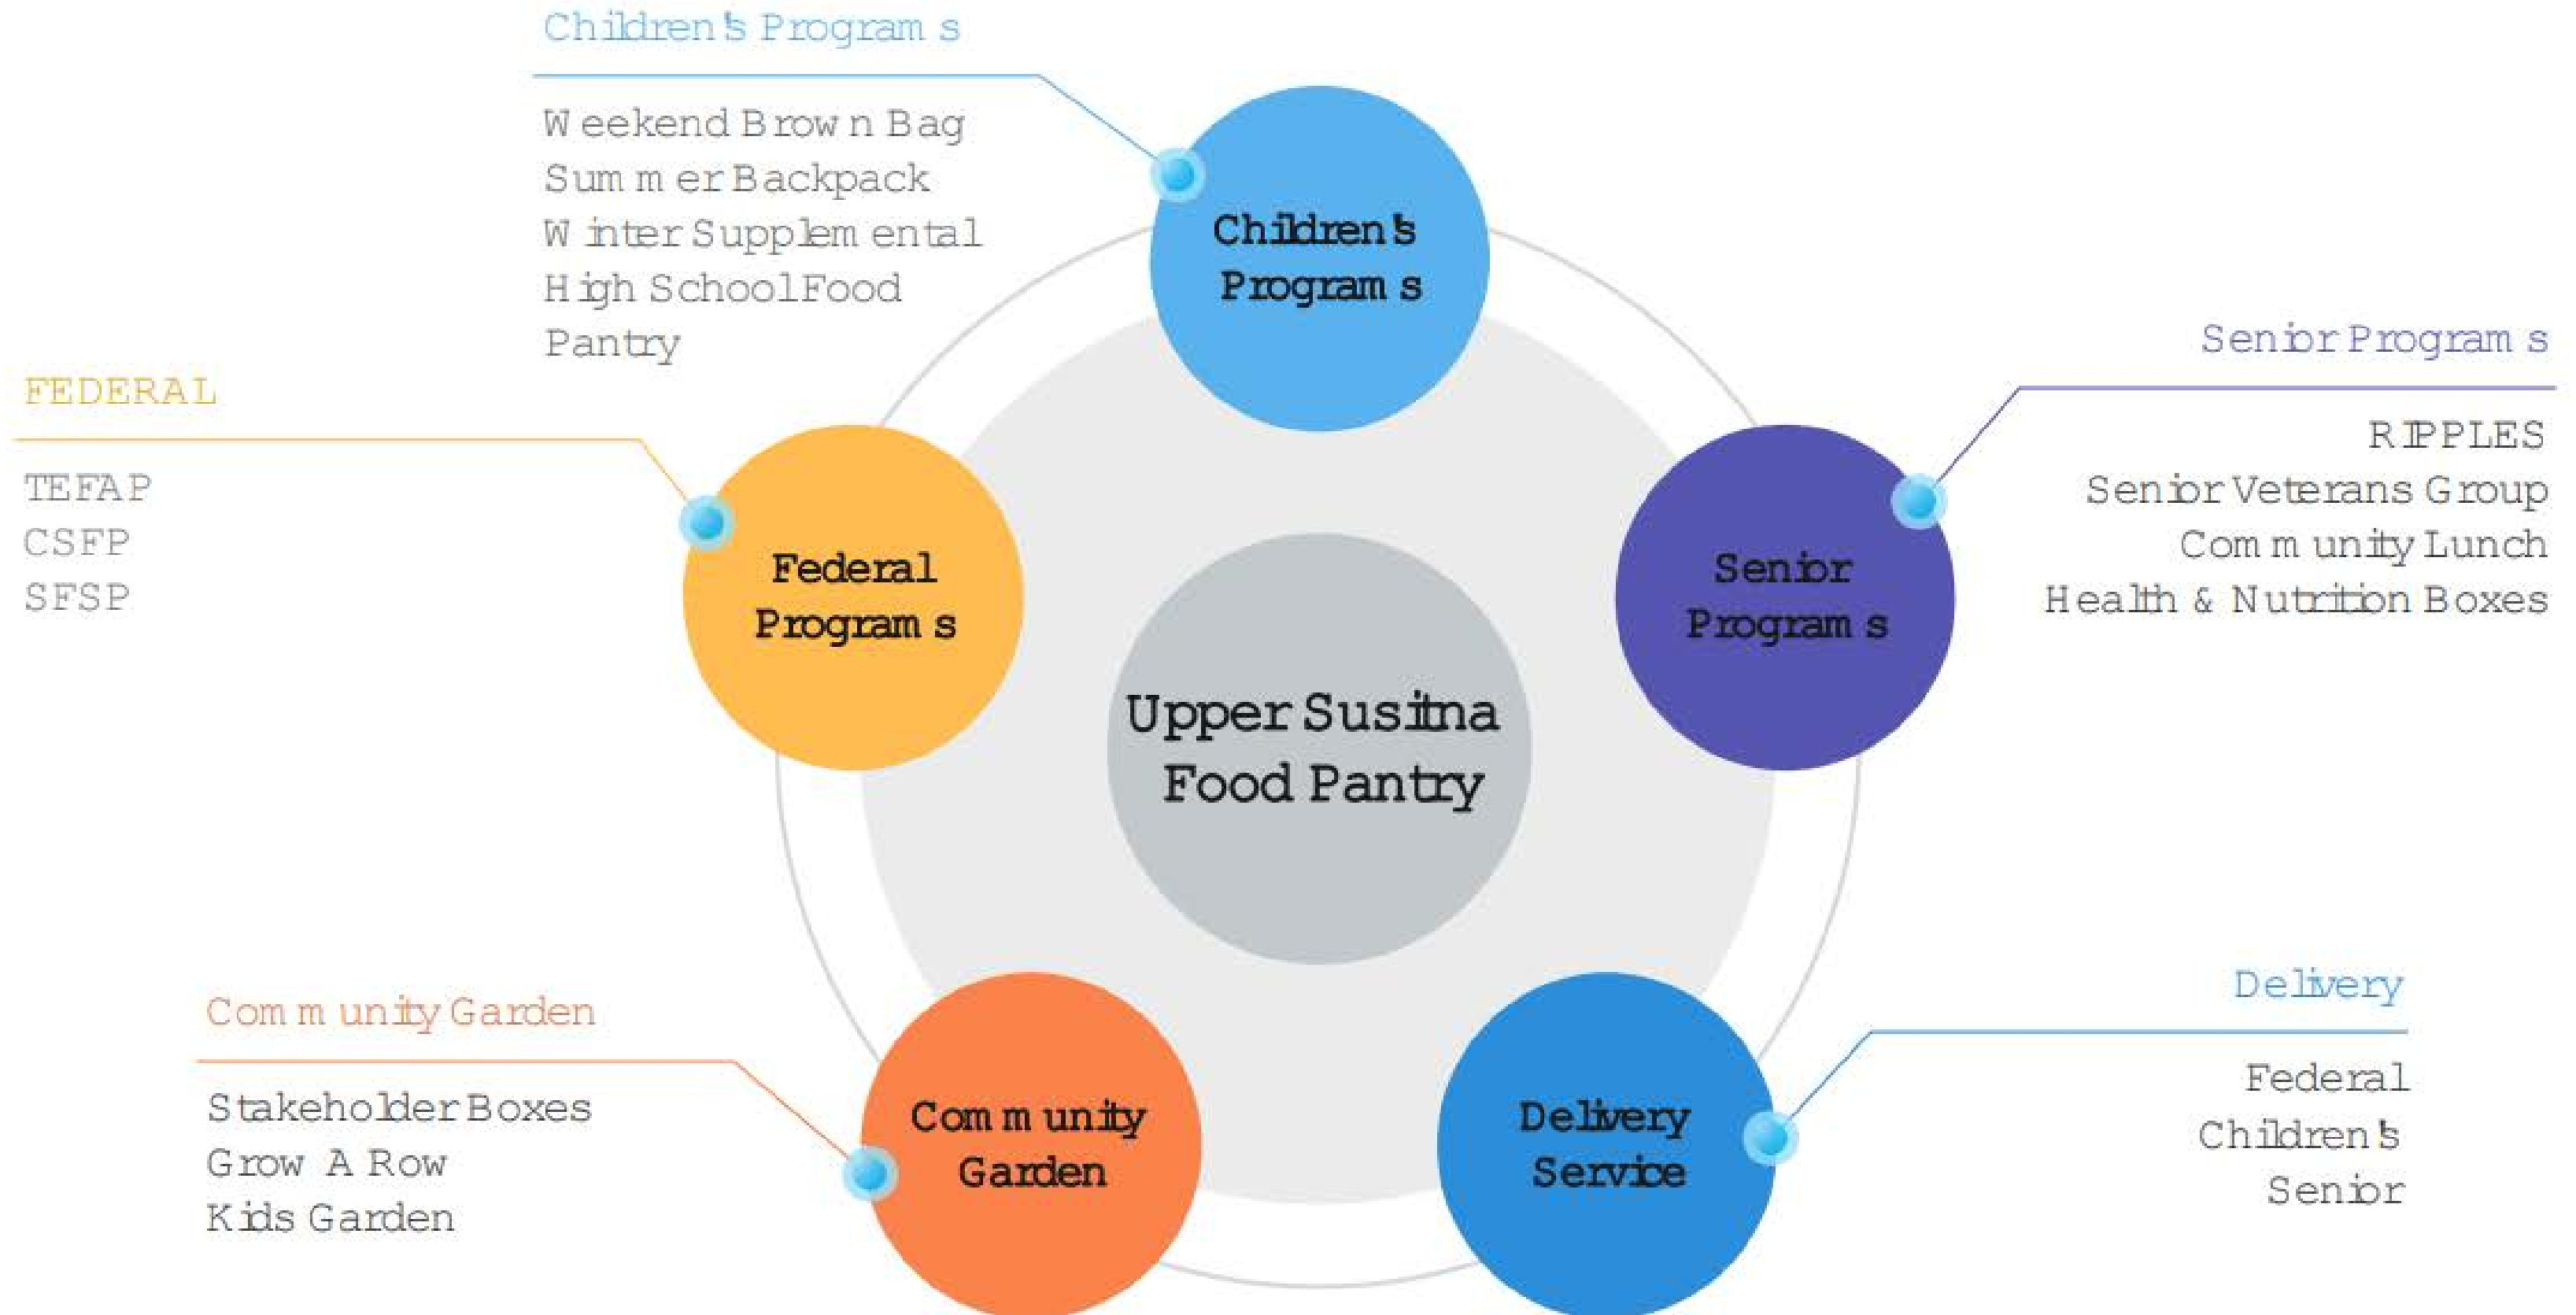 Children's Programs
Weekend Brown Bag
Summer Backpack
Winter Supplemental
High School Food
Pantry
Children's
Programs
Senior Programs
RIPPLES
Senior Veterans Group
Community Lunch
Health & Nutrition Boxes
FEDERAL
TEFAP
CSFP
SFSP
Federal
Programs
Senior
Programs
Upper Susitna
Food Pantry
Community Garden
Stakeholder Boxes
Grow A Row
Kids Garden
Community
Garden
Delivery
Service
Delivery
Federal
Children's
Senior